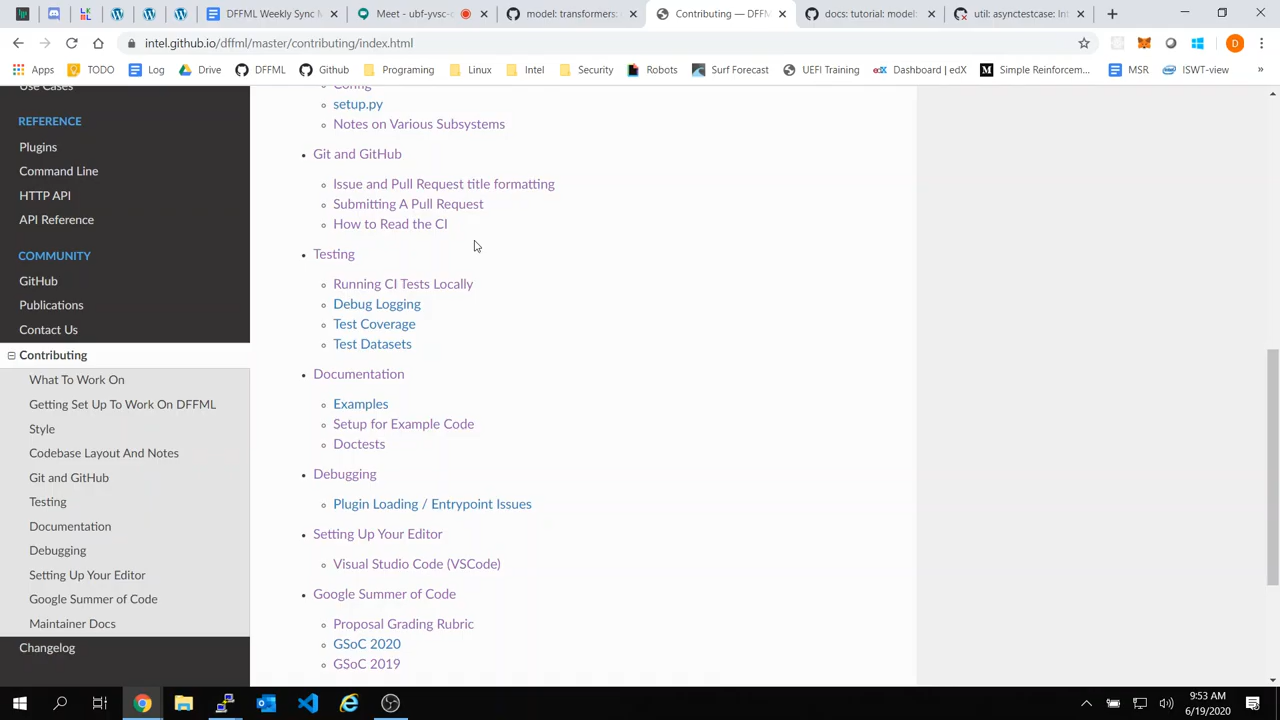 DFFML Weekly Sync M
Meet - ubf-yvsc-c
model: transformers:
Contributing — DFFM
docs: tutorial: model:
util: asynctestcase: Int
intel.github.io/dffml/master/contributing/index.html
D
Apps
TODO
Log
Drive
DFFML
Github
Programing
Linux
Intel
Security
Robots
Surf Forecast
UEFI Training
Dashboard | edX
Simple Reinforcem...
MSR
ISWT-view
»
Use Cases
REFERENCE
Plugins
Command Line
HTTP API
API Reference
COMMUNITY
GitHub
Publications
Contact Us
Contributing
What To Work On
Getting Set Up To Work On DFFML
Style
Codebase Layout And Notes
Git and GitHub
Testing
Documentation
Debugging
Setting Up Your Editor
Google Summer of Code
Maintainer Docs
Changelog
Config
setup.py
Notes on Various Subsystems
Git and GitHub
Issue and Pull Request title formatting
Submitting A Pull Request
How to Read the CI
Testing
Running CI Tests Locally
Debug Logging
Test Coverage
Test Datasets
Documentation
Examples
Setup for Example Code
Doctests
Debugging
Plugin Loading / Entrypoint Issues
Setting Up Your Editor
Visual Studio Code (VSCode)
Google Summer of Code
Proposal Grading Rubric
GSoC 2020
GSoC 2019
9:53 AM
6/19/2020